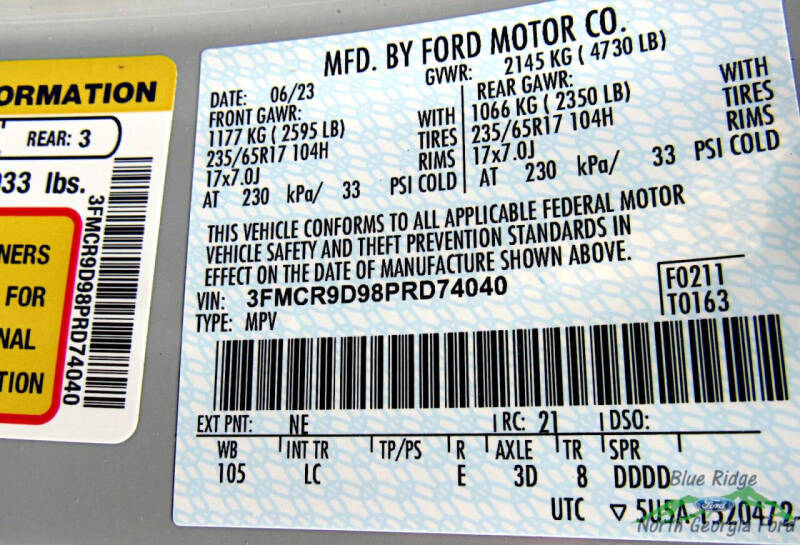 ORMATION
REAR: 3
933 lbs.
NERS
FOR
NAL
TION
3FMCR9D98PRD74040
MFD. BY FORD MOTOR CO.
DATE: 06/23 GVWR: 2145 KG ( 4730 LB)
FRONT GAWR: REAR GAWR:
1177 KG ( 2595 LB) WITH 1066 KG ( 2350 LB) WITH
235/65R17 104H TIRES 235/65R17 104H TIRES
17x7.0J RIMS 17x7.0J RIMS
AT 230 kPa/ 33 PSI COLD AT 230 kPa/ 33 PSI COLD
THIS VEHICLE CONFORMS TO ALL APPLICABLE FEDERAL MOTOR
VEHICLE SAFETY AND THEFT PREVENTION STANDARDS IN
EFFECT ON THE DATE OF MANUFACTURE SHOWN ABOVE.
VIN: 3FMCR9D98PRD74040 F0211
TYPE: MPV T0163
EXT PNT: NE RC: 21 DSO:
WB INT TR TP/PS R AXLE TR SPR
105 LC E 3D 8 DDDD
UTC ▽ 5U5A-1520472-
Blue Ridge
Ford
North Georgia Ford